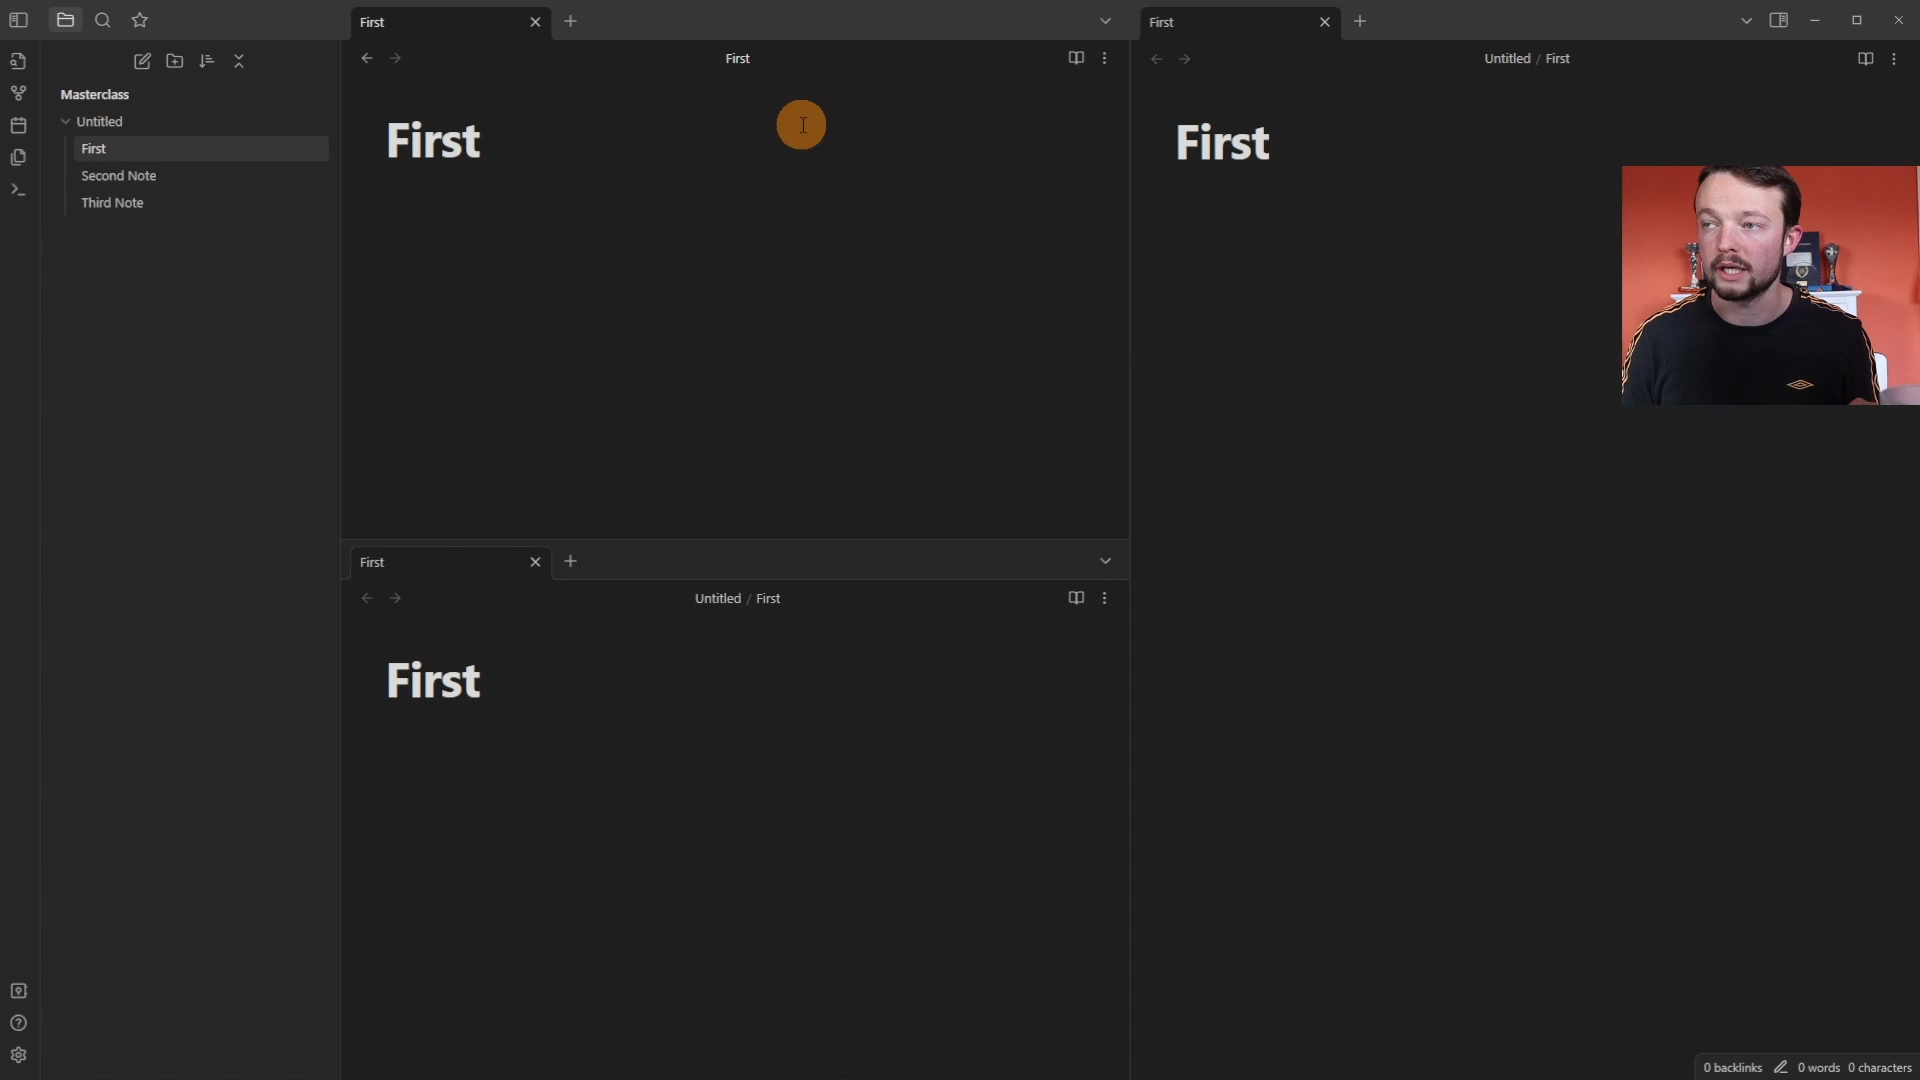 First
First
First
Untitled / First
Masterclass
Untitled
First
Second Note
Third Note
First
First
First
Untitled / First
First
0 backlinks 0 words 0 characters